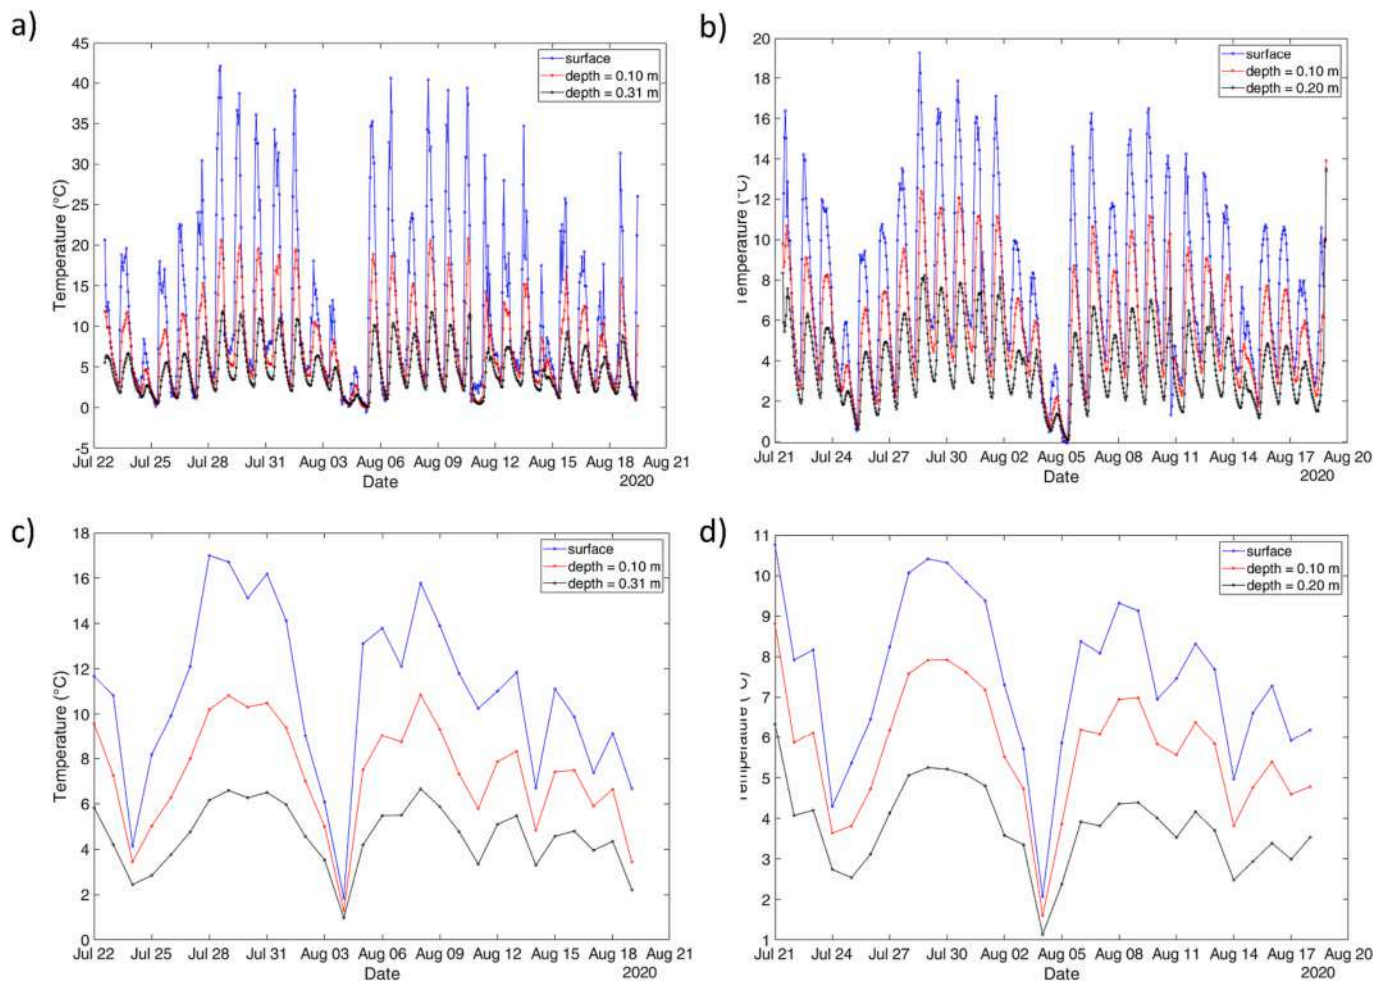 a)
45
40
35
30
25
20
15
10
5
0
-5
Temperature (°C)
surface
depth = 0.10 m
depth = 0.31 m
Jul 22 Jul 25 Jul 28 Jul 31 Aug 03 Aug 06 Aug 09 Aug 12 Aug 15 Aug 18 Aug 21
Date 2020
b)
20
18
16
14
12
10
8
6
4
2
0
Temperature (°C)
surface
depth = 0.10 m
depth = 0.20 m
Jul 21 Jul 24 Jul 27 Jul 30 Aug 02 Aug 05 Aug 08 Aug 11 Aug 14 Aug 17 Aug 20
Date 2020
c)
18
16
14
12
10
8
6
4
2
0
Temperature (°C)
surface
depth = 0.10 m
depth = 0.31 m
Jul 22 Jul 25 Jul 28 Jul 31 Aug 03 Aug 06 Aug 09 Aug 12 Aug 15 Aug 18 Aug 21
Date 2020
d)
11
10
9
8
7
6
5
4
3
2
1
Temperature (°C)
surface
depth = 0.10 m
depth = 0.20 m
Jul 21 Jul 24 Jul 27 Jul 30 Aug 02 Aug 05 Aug 08 Aug 11 Aug 14 Aug 17 Aug 20
Date 2020